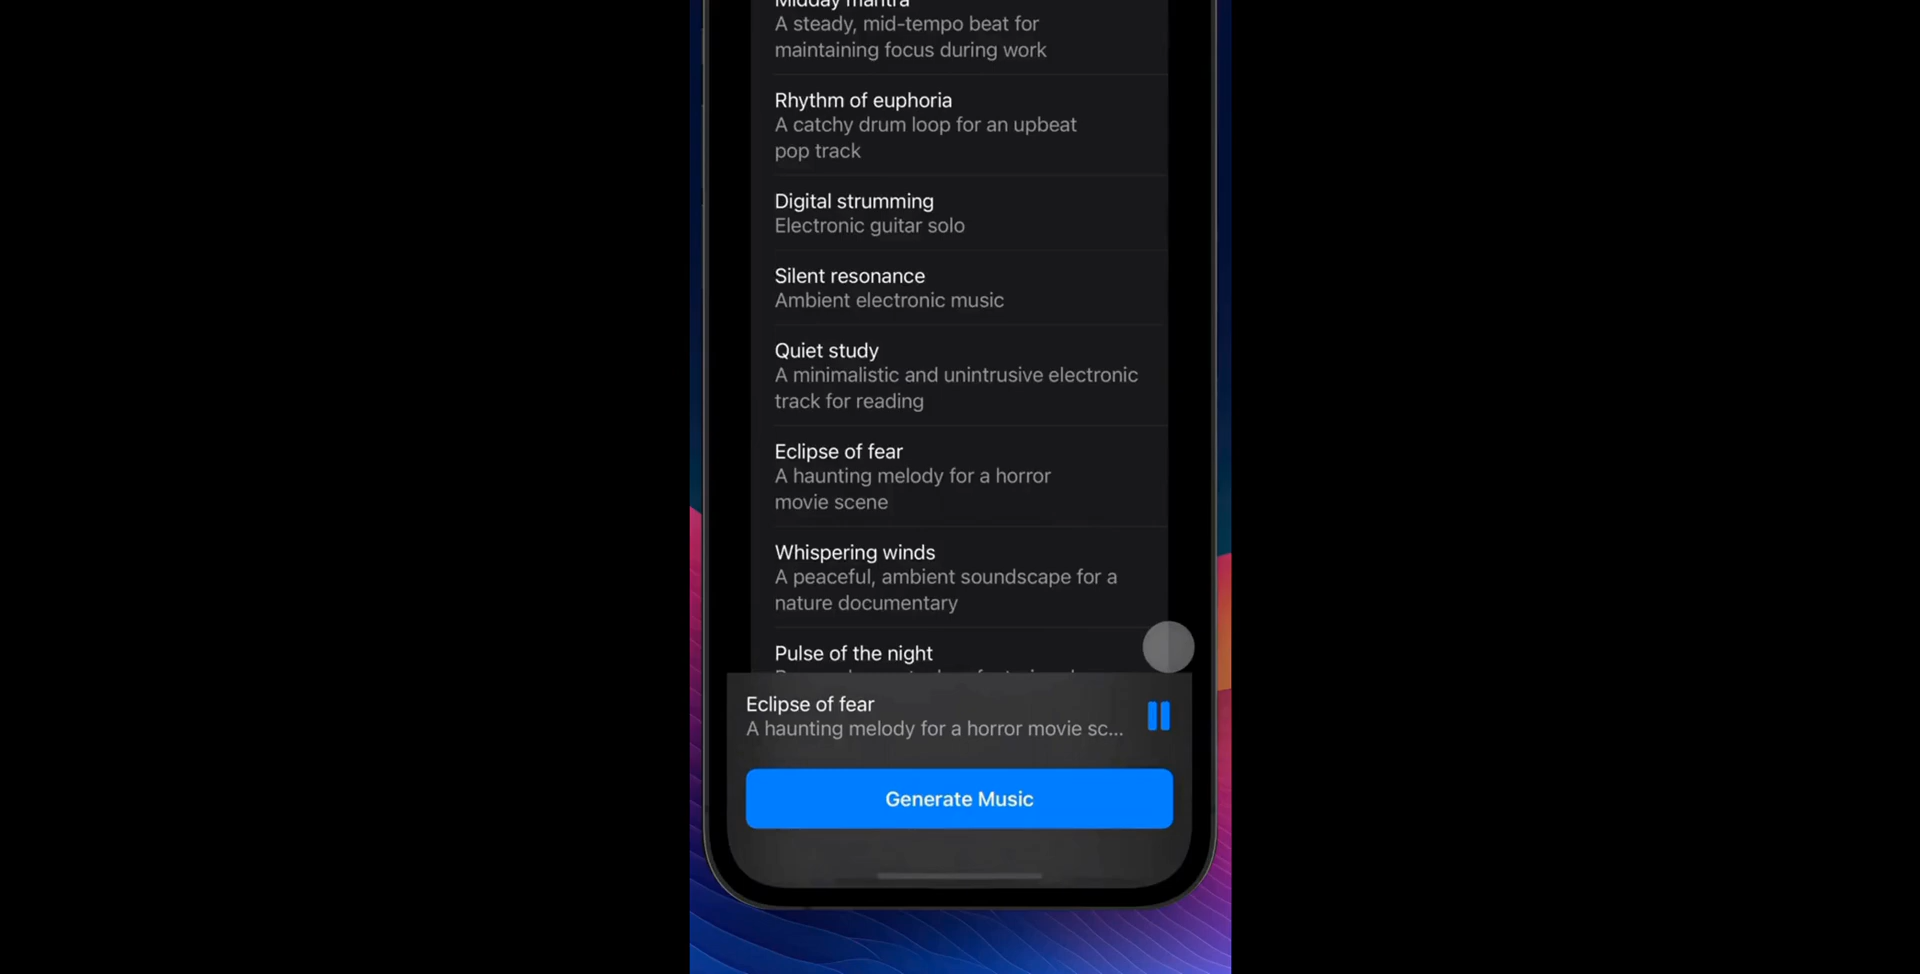 Midday mantra
A steady, mid-tempo beat for
maintaining focus during work
Rhythm of euphoria
A catchy drum loop for an upbeat
pop track
Digital strumming
Electronic guitar solo
Silent resonance
Ambient electronic music
Quiet study
A minimalistic and unintrusive electronic
track for reading
Eclipse of fear
A haunting melody for a horror
movie scene
Whispering winds
A peaceful, ambient soundscape for a
nature documentary
Pulse of the night
Eclipse of fear
A haunting melody for a horror movie sc...
Generate Music